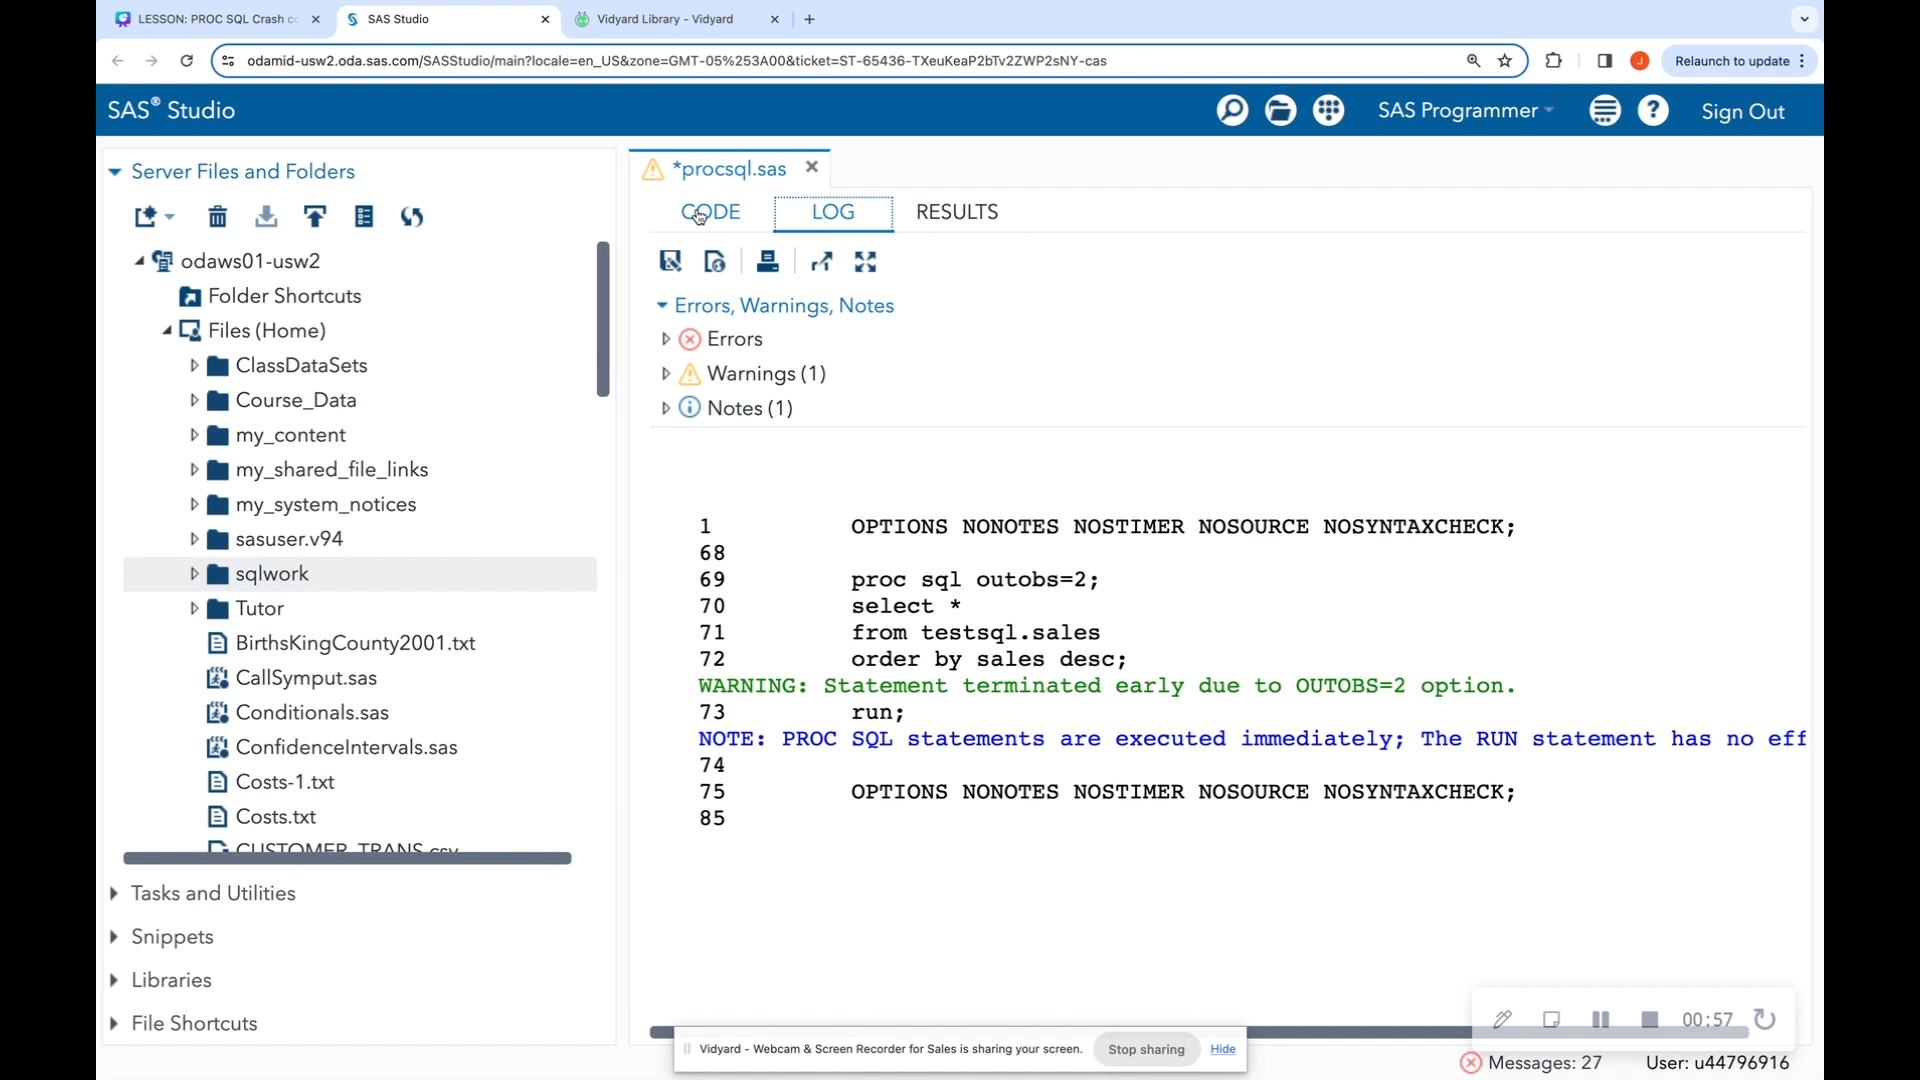 LESSON: PROC SQL Crash co
SAS Studio
Vidyard Library - Vidyard
odamid-usw2.oda.sas.com/SASStudio/main?locale=en_US&zone=GMT-05%253A00&ticket=ST-65436-TXeuKeaP2bTv2ZWP2sNY-cas
J
Relaunch to update
SAS® Studio
SAS Programmer
?
Sign Out
Server Files and Folders
odaws01-usw2
Folder Shortcuts
Files (Home)
ClassDataSets
Course_Data
my_content
my_shared_file_links
my_system_notices
sasuser.v94
sqlwork
Tutor
BirthsKingCounty2001.txt
CallSymput.sas
Conditionals.sas
ConfidenceIntervals.sas
Costs-1.txt
Costs.txt
CUSTOMER_TRANS.csv
Tasks and Utilities
Snippets
Libraries
File Shortcuts
*procsql.sas
CODE
LOG
RESULTS
Errors, Warnings, Notes
Errors
Warnings (1)
Notes (1)
1 OPTIONS NONOTES NOSTIMER NOSOURCE NOSYNTAXCHECK;
68
69 proc sql outobs=2;
70 select *
71 from testsql.sales
72 order by sales desc;
WARNING: Statement terminated early due to OUTOBS=2 option.
73 run;
NOTE: PROC SQL statements are executed immediately; The RUN statement has no eff
74
75 OPTIONS NONOTES NOSTIMER NOSOURCE NOSYNTAXCHECK;
85
00:57
Vidyard - Webcam & Screen Recorder for Sales is sharing your screen.
Stop sharing
Hide
Messages: 27
User: u44796916